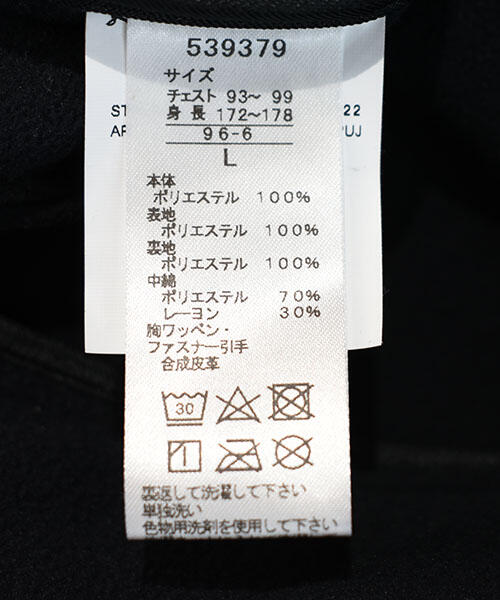 539379
サイズ
チェスト 93～ 99
身 長 172～178
ST 22
AP PUJ
96-6
L
本体
ポリエステル 100%
表地
ポリエステル 100%
裏地
ポリエステル 100%
中綿
ポリエステル 70%
レーヨン 30%
胸ワッペン・
ファスナー引手
合成皮革
30
裏返して洗濯して下さい
単独洗い
色物用洗剤を使用して下さい